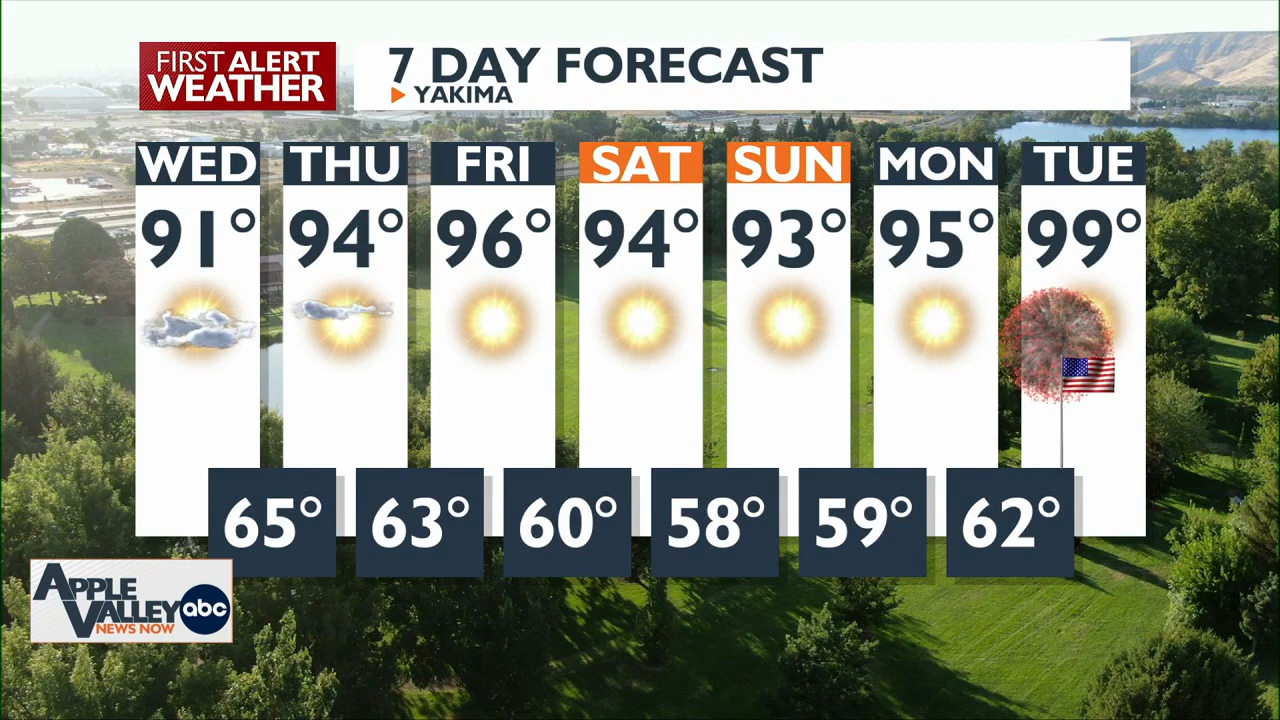 FIRST ALERT
WEATHER
7 DAY FORECAST
YAKIMA
WED THU FRI SAT SUN MON TUE
91° 94° 96° 94° 93° 95° 99°
65° 63° 60° 58° 59° 62°
APPLE
VALLEY abc
NEWS NOW